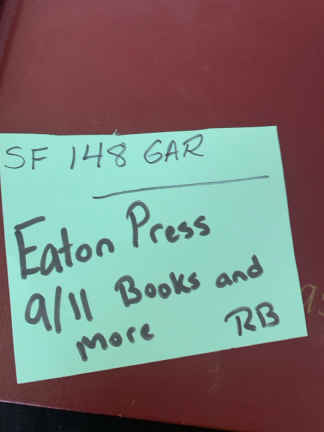 SF 148 GAR
Eaton Press
9/11 Books and
more RB